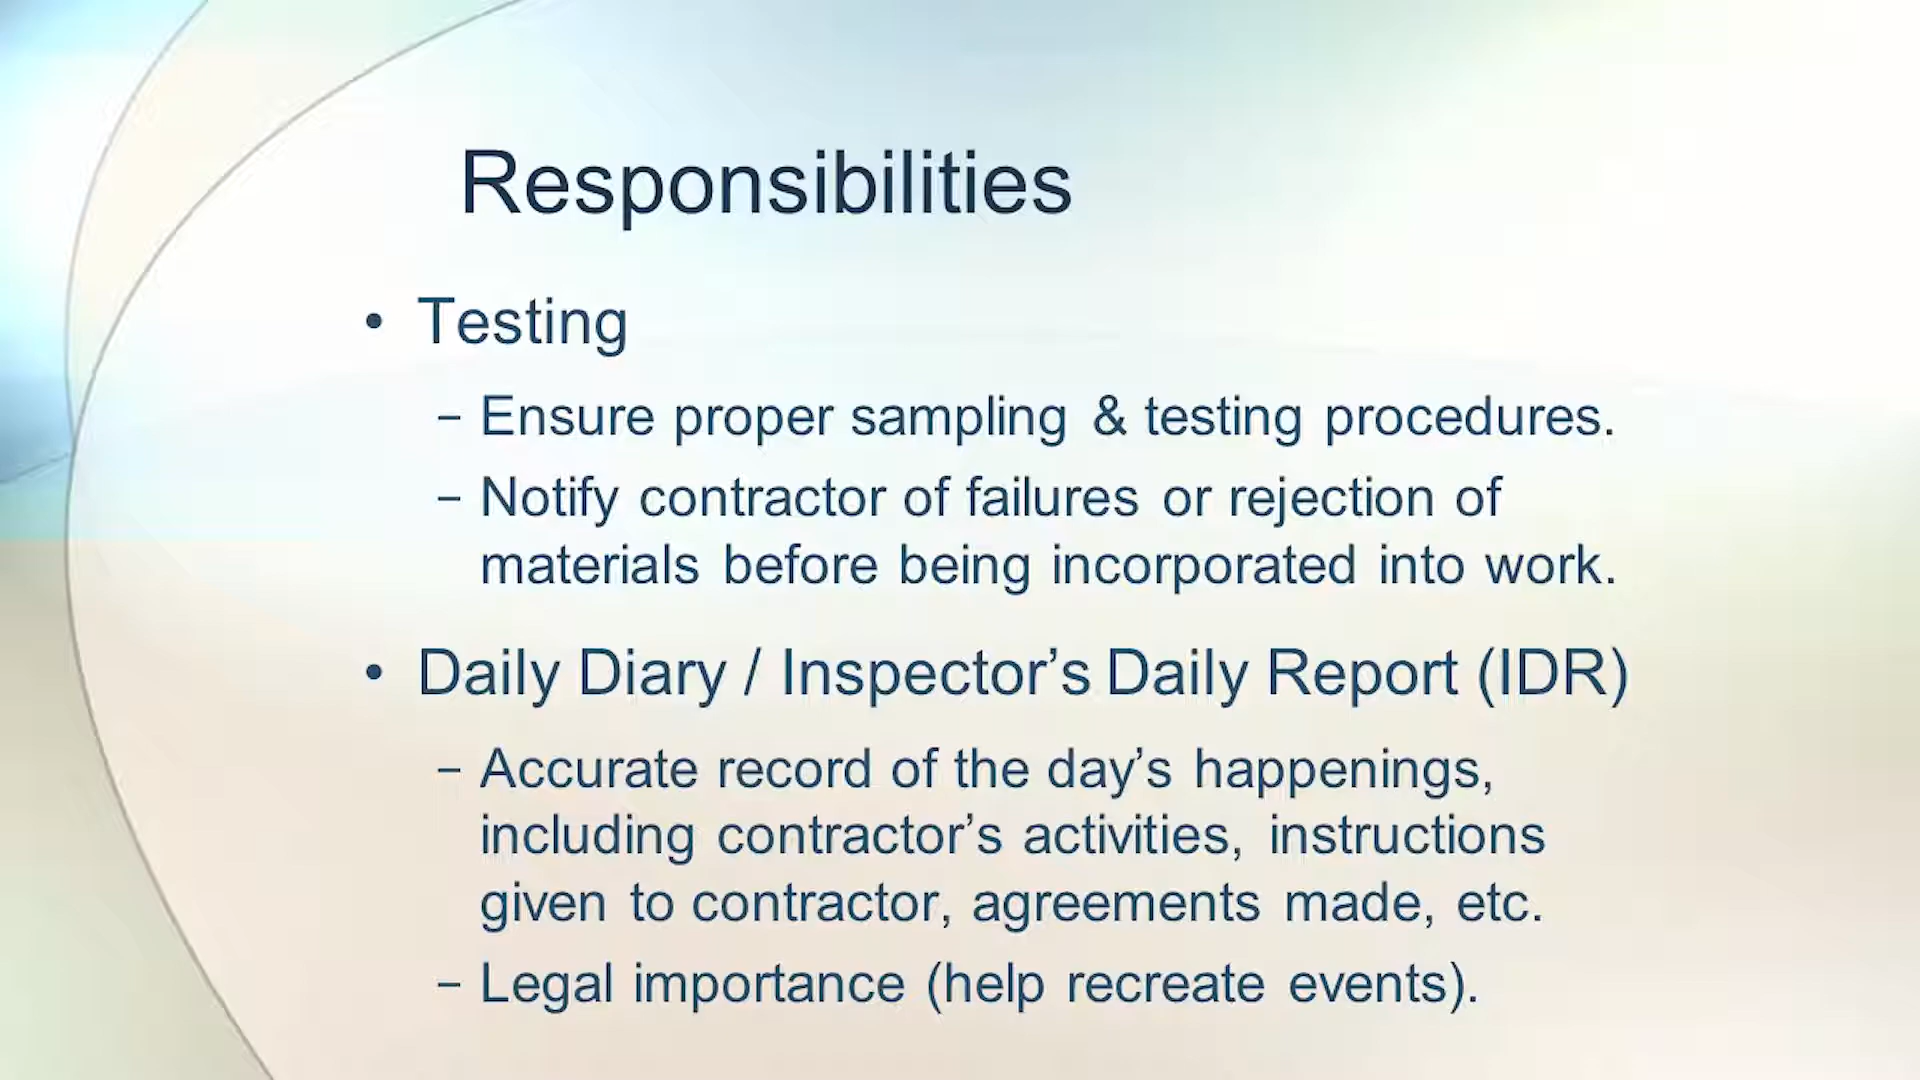 Responsibilities
• Testing
– Ensure proper sampling & testing procedures.
– Notify contractor of failures or rejection of
materials before being incorporated into work.
• Daily Diary / Inspector’s Daily Report (IDR)
– Accurate record of the day’s happenings,
including contractor’s activities, instructions
given to contractor, agreements made, etc.
– Legal importance (help recreate events).